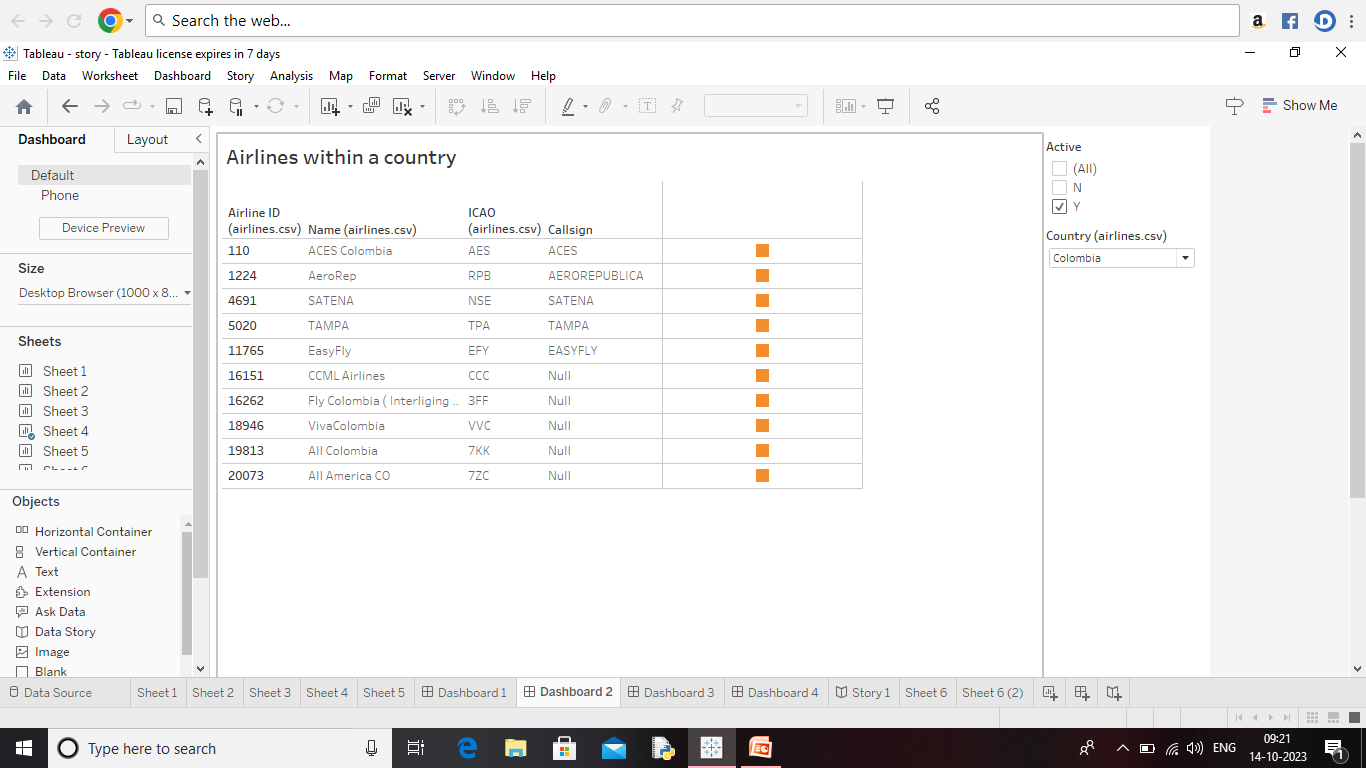 Search the web...
Tableau - story - Tableau license expires in 7 days
File Data Worksheet Dashboard Story Analysis Map Format Server Window Help
Show Me
Dashboard Layout
Default
Phone
Device Preview
Size
Desktop Browser (1000 x 8...
Sheets
Sheet 1
Sheet 2
Sheet 3
Sheet 4
Sheet 5
Objects
Horizontal Container
Vertical Container
Text
Extension
Ask Data
Data Story
Image
Blank
Airlines within a country
Airline ID (airlines.csv) Name (airlines.csv) ICAO (airlines.csv) Callsign
110 ACES Colombia AES ACES
1224 AeroRep RPB AEROREPUBLICA
4691 SATENA NSE SATENA
5020 TAMPA TPA TAMPA
11765 EasyFly EFY EASYFLY
16151 CCML Airlines CCC Null
16262 Fly Colombia ( Interliging .. 3FF Null
18946 VivaColombia VVC Null
19813 All Colombia 7KK Null
20073 All America CO 7ZC Null
Active
(All)
N
Y
Country (airlines.csv)
Colombia
Data Source Sheet 1 Sheet 2 Sheet 3 Sheet 4 Sheet 5 Dashboard 1 Dashboard 2 Dashboard 3 Dashboard 4 Story 1 Sheet 6 Sheet 6 (2)
Type here to search
ENG
09:21
14-10-2023
1